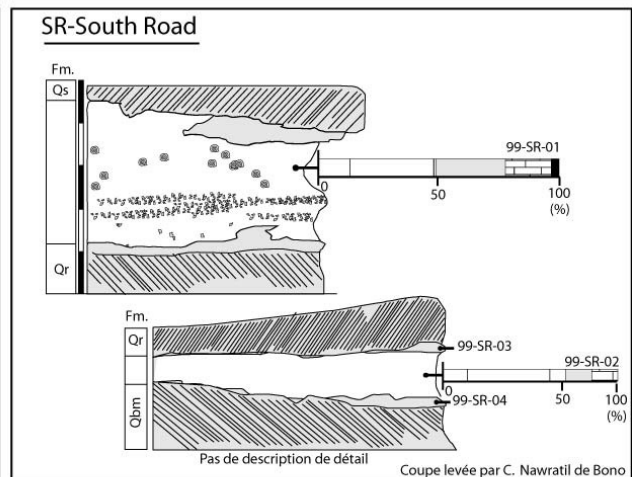 SR-South Road
Fm.
Qs
Qr
99-SR-01
0
50
100
(%)
Fm.
Qr
Qbm
99-SR-03
99-SR-02
0
50
100
(%)
99-SR-04
Pas de description de détail
Coupe levée par C. Nawratil de Bono